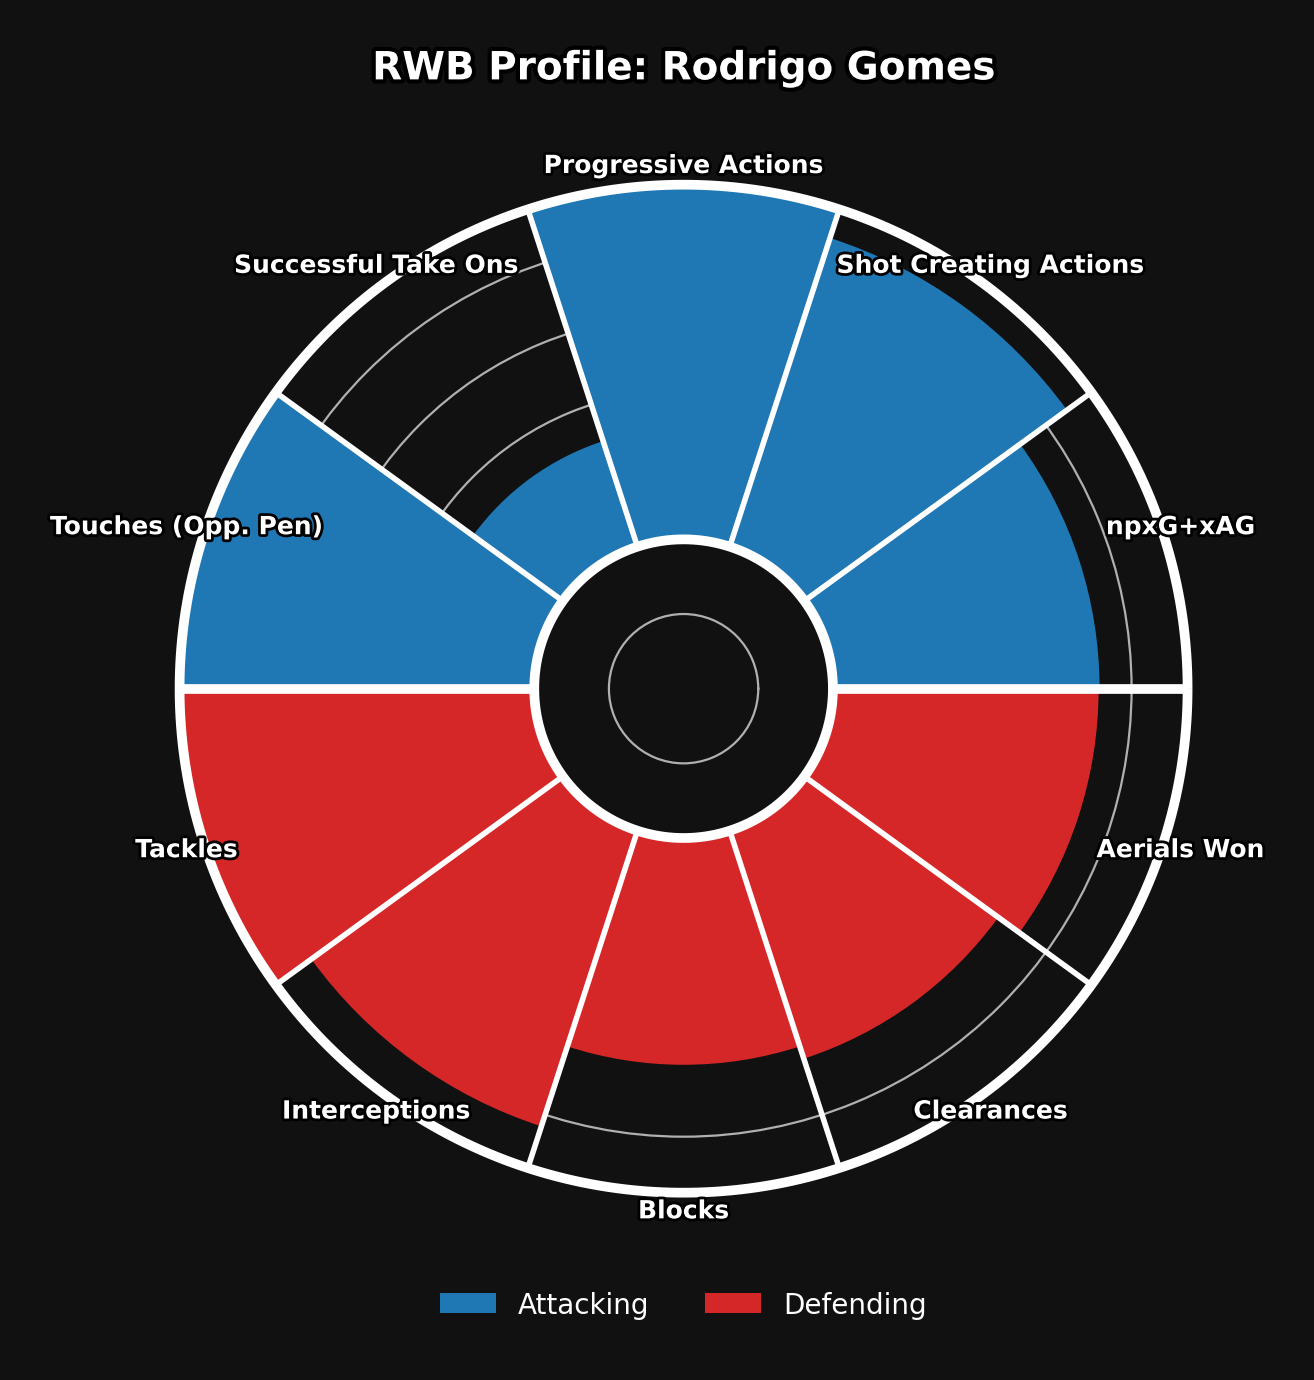 RWB Profile: Rodrigo Gomes
Progressive Actions
Successful Take Ons
Shot Creating Actions
Touches (Opp. Pen)
npxG+xAG
Tackles
Aerials Won
Interceptions
Clearances
Blocks
Attacking
Defending